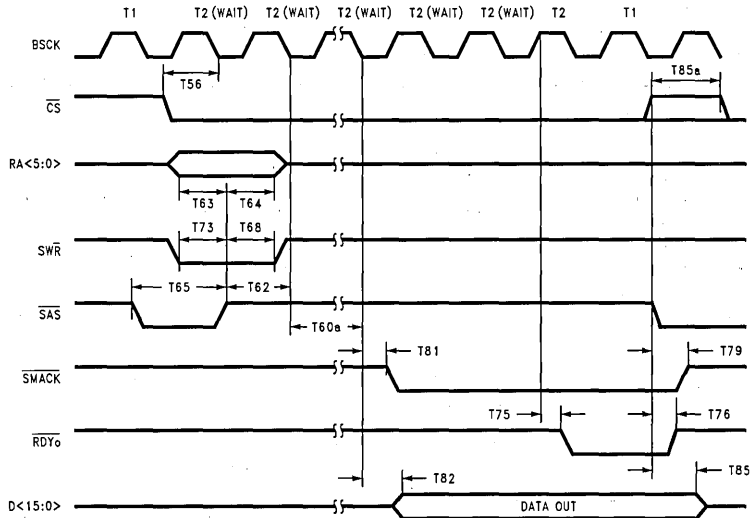 T1 T2 (WAIT) T2 (WAIT) T2 (WAIT) T2 (WAIT) T2 (WAIT) T2 T1
BSCK
T56
T85a
CS
RA<5:0>
T63 T64
T73 T68
SWR
T65 T62
SAS
T60a
T81 T79
SMACK
T75 T76
RDYo
T82 T85
D<15:0> DATA OUT